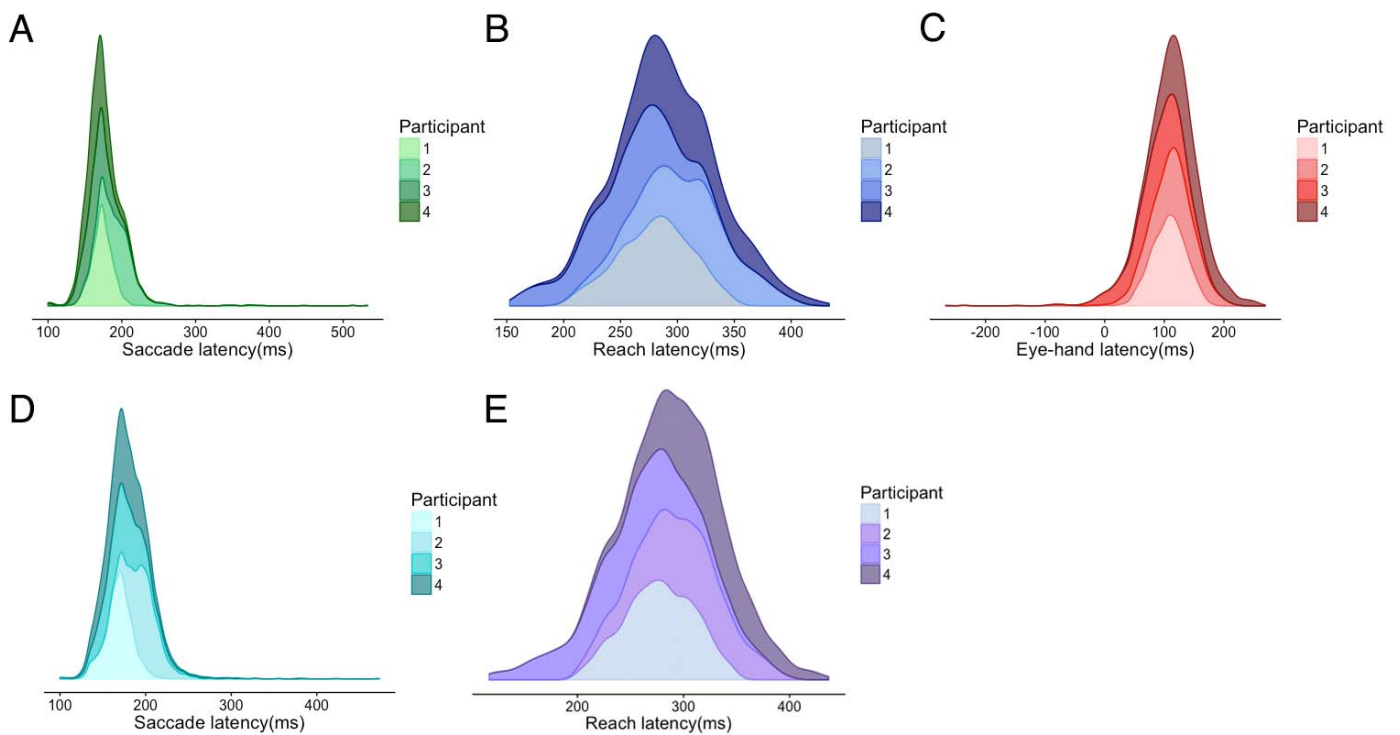 A
Participant
1
2
3
4
100 200 300 400 500
Saccade latency(ms)
B
Participant
1
2
3
4
150 200 250 300 350 400
Reach latency(ms)
C
Participant
1
2
3
4
-200 -100 0 100 200
Eye-hand latency(ms)
D
Participant
1
2
3
4
100 200 300 400
Saccade latency(ms)
E
Participant
1
2
3
4
200 300 400
Reach latency(ms)